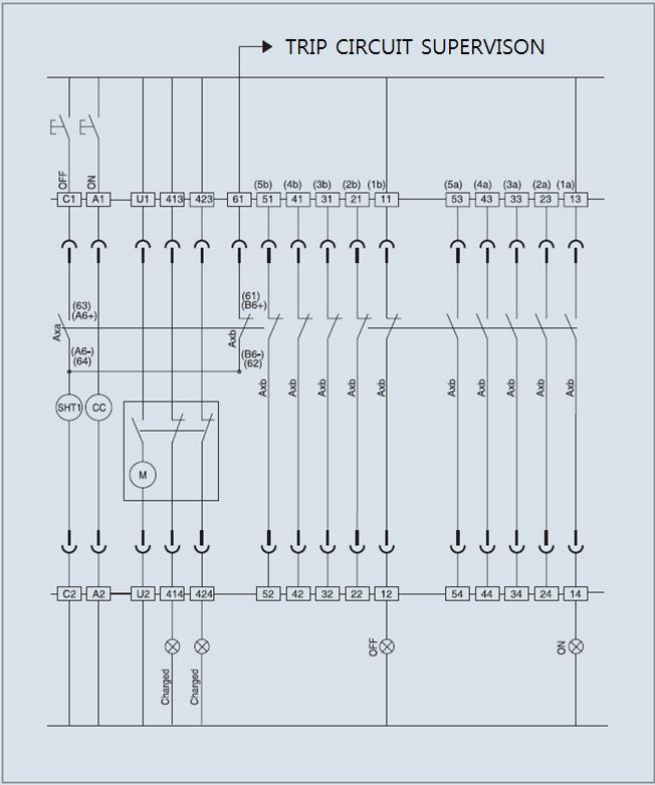 TRIP CIRCUIT SUPERVISON
OFF ON
(5b) (4b) (3b) (2b) (1b) (5a) (4a) (3a) (2a) (1a)
C1 A1 U1 413 423 61 51 41 31 21 11 53 43 33 23 13
(63) (61)
(A6+) (B6+)
Axa Axb
(A6-) (B6-)
(64) (62)
Axb Axb Axb Axb Axb Axb Axb Axb Axb Axb
SHT1 CC
M
C2 A2 U2 414 424 52 42 32 22 12 54 44 34 24 14
OFF ON
Charged Charged